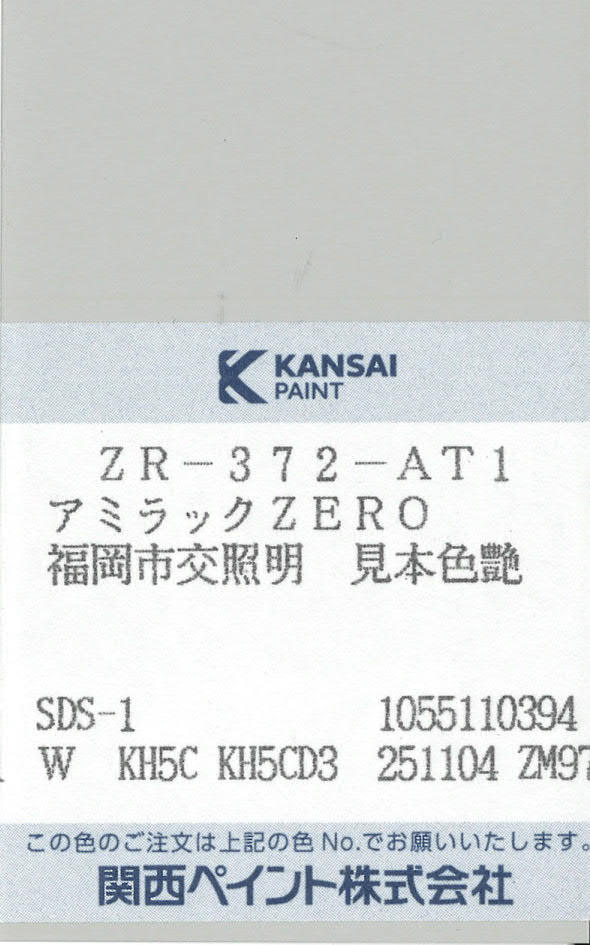 KANSAI
PAINT
ZR-372-AT1
アミラックZERO
福岡市交照明　見本色艶
SDS-1 1055110394
W KH5C KH5CD3 251104 ZM97
この色のご注文は上記の色No.でお願いいたします。
関西ペイント株式会社